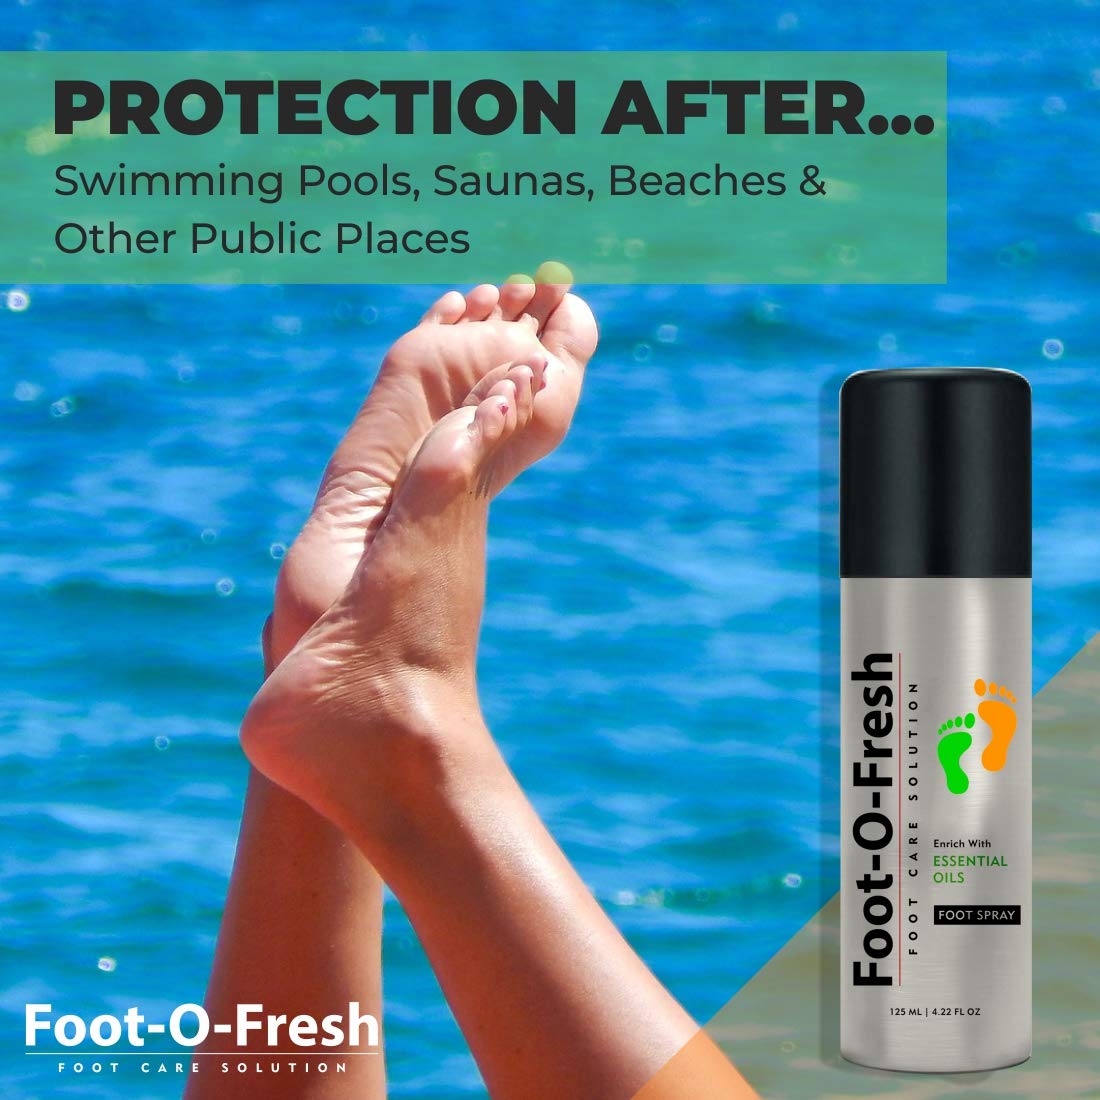 PROTECTION AFTER...
Swimming Pools, Saunas, Beaches &
Other Public Places
Foot-O-Fresh
FOOT CARE SOLUTION
Enrich With
ESSENTIAL
OILS
FOOT SPRAY
125 ML | 4.22 FL OZ
Foot-O-Fresh
FOOT CARE SOLUTION